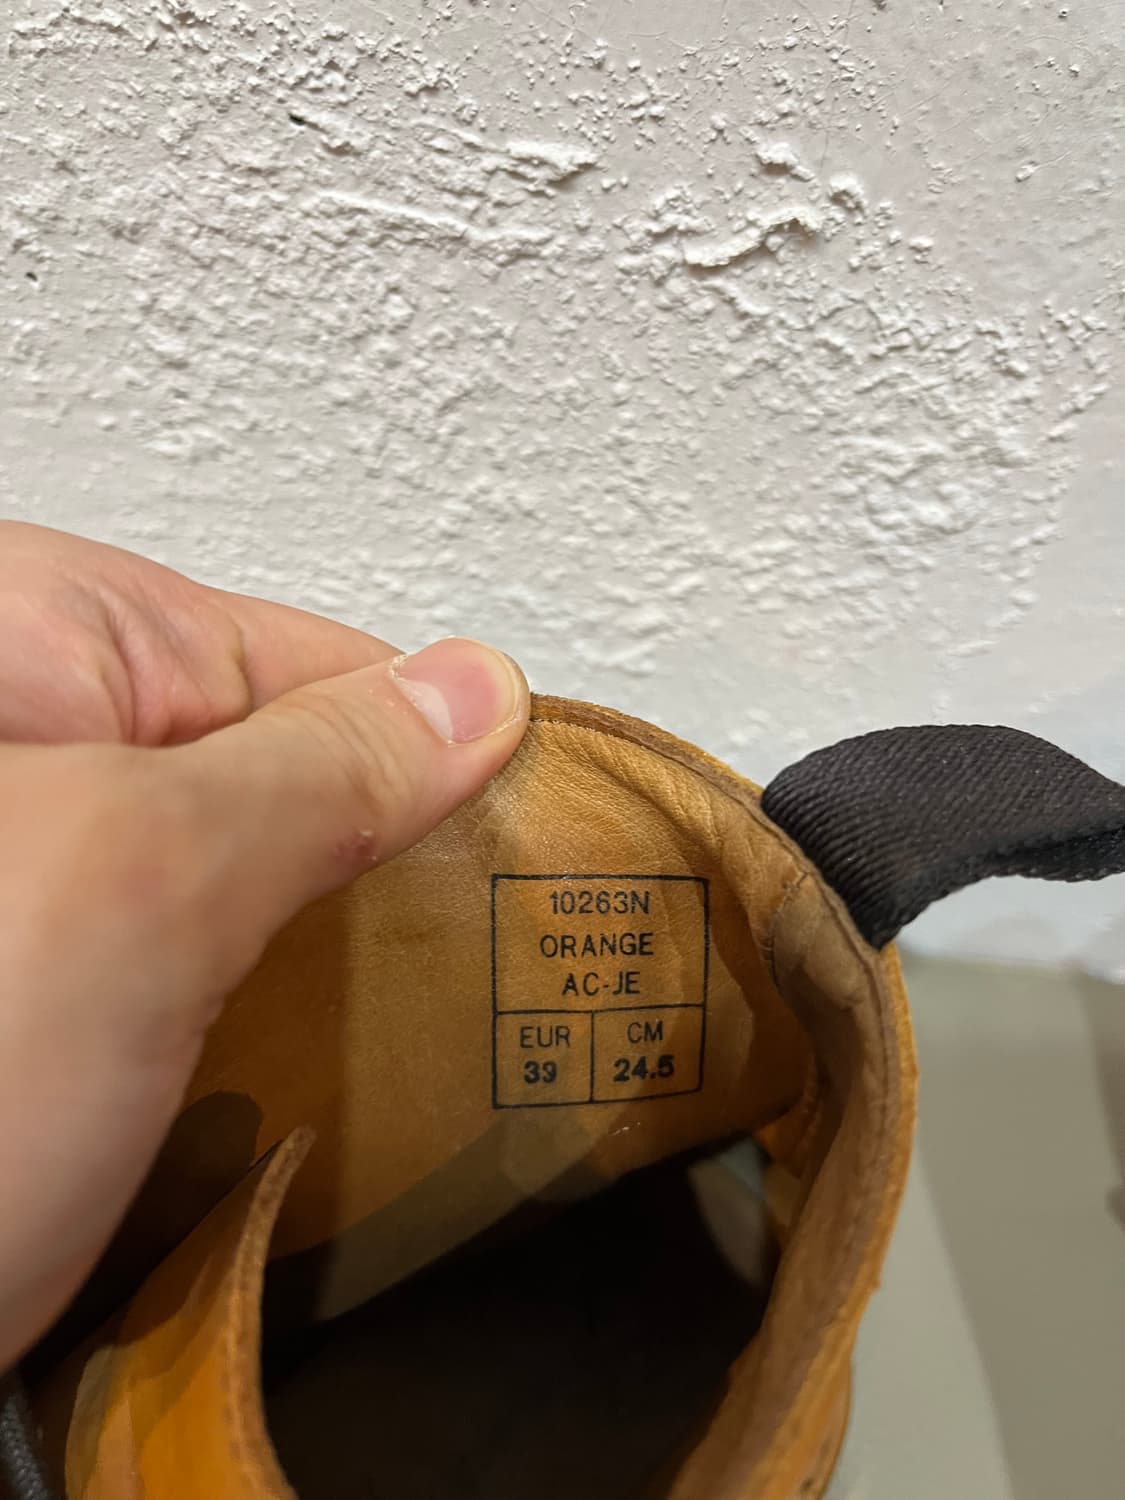 10263N
ORANGE
AC-JE
EUR CM
39 24.5